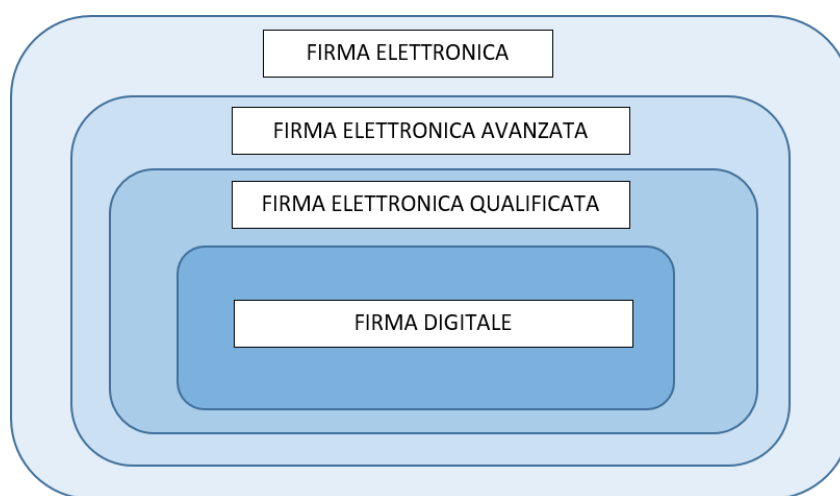 FIRMA ELETTRONICA
FIRMA ELETTRONICA AVANZATA
FIRMA ELETTRONICA QUALIFICATA
FIRMA DIGITALE